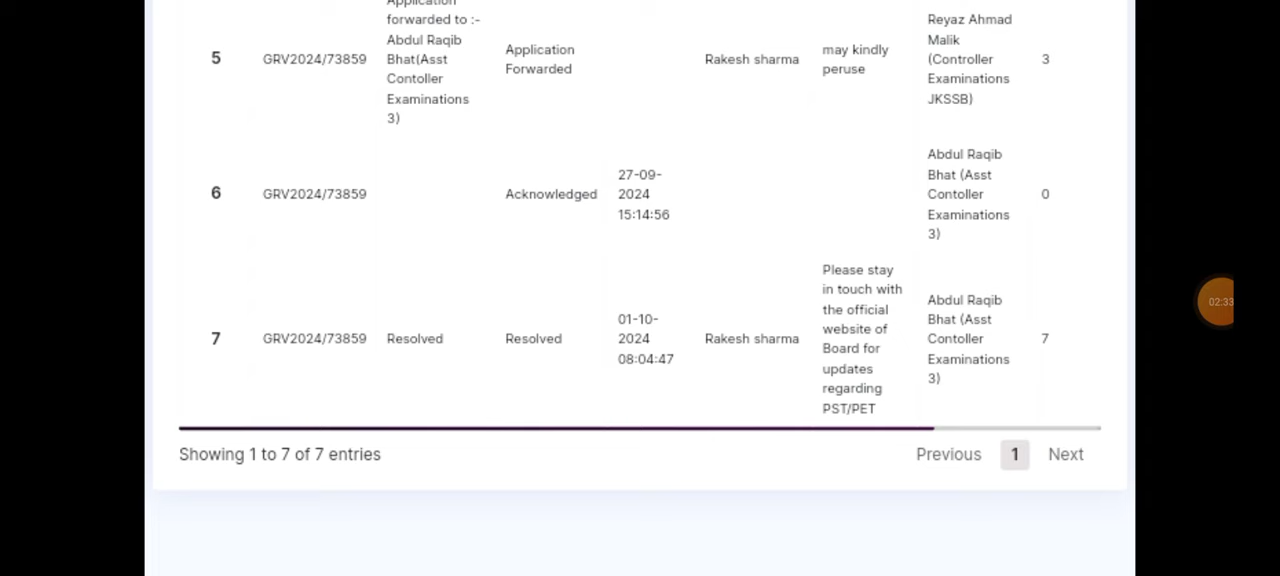 Application
forwarded to :-
Abdul Raqib
Bhat(Asst
Contoller
Examinations
3)
5
GRV2024/73859
Application
Forwarded
Rakesh sharma
may kindly
peruse
Reyaz Ahmad
Malik
(Controller
Examinations
JKSSB)
3
6
GRV2024/73859
Acknowledged
27-09-
2024
15:14:56
Abdul Raqib
Bhat (Asst
Contoller
Examinations
3)
0
7
GRV2024/73859
Resolved
Resolved
01-10-
2024
08:04:47
Rakesh sharma
Please stay
in touch with
the official
website of
Board for
updates
regarding
PST/PET
Abdul Raqib
Bhat (Asst
Contoller
Examinations
3)
7
Showing 1 to 7 of 7 entries
Previous 1 Next
02:33